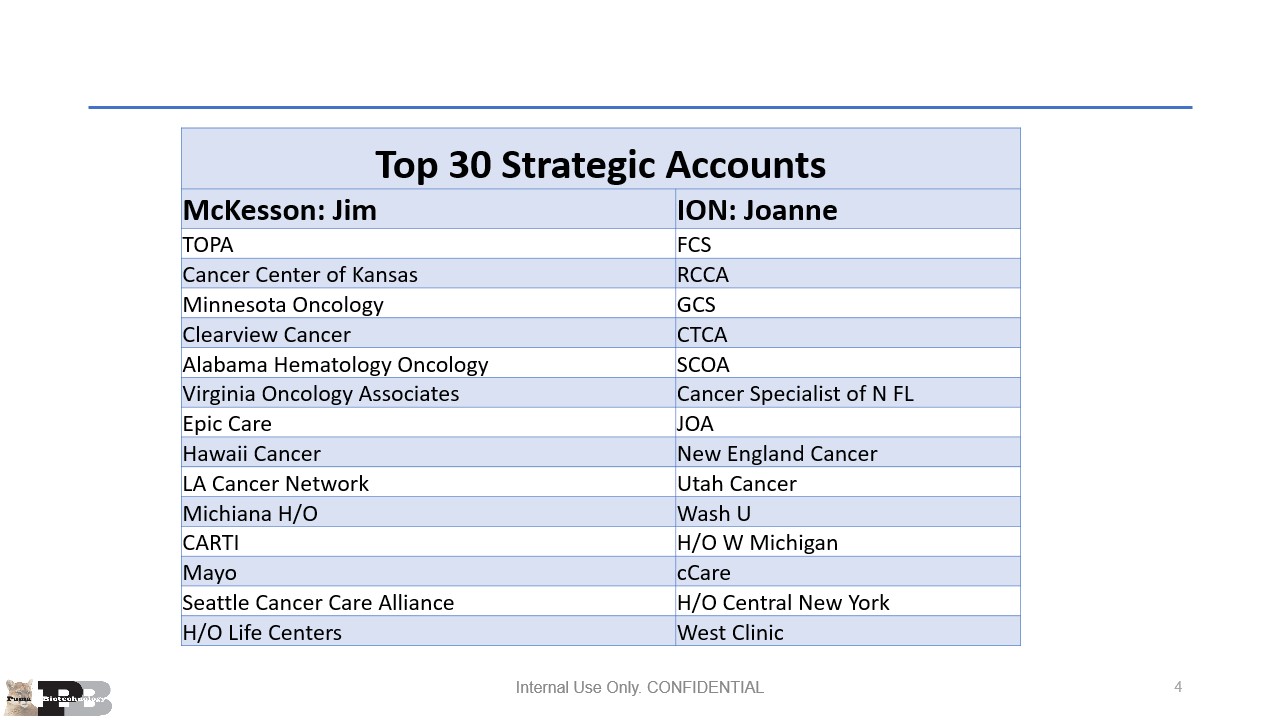 Top 30 Strategic Accounts
McKesson: Jim ION: Joanne
TOPA FCS
Cancer Center of Kansas RCCA
Minnesota Oncology GCS
Clearview Cancer CTCA
Alabama Hematology Oncology SCOA
Virginia Oncology Associates Cancer Specialist of N FL
Epic Care JOA
Hawaii Cancer New England Cancer
LA Cancer Network Utah Cancer
Michiana H/O Wash U
CARTI H/O W Michigan
Mayo cCare
Seattle Cancer Care Alliance H/O Central New York
H/O Life Centers West Clinic
Puma Biotechnology
Internal Use Only. CONFIDENTIAL
4